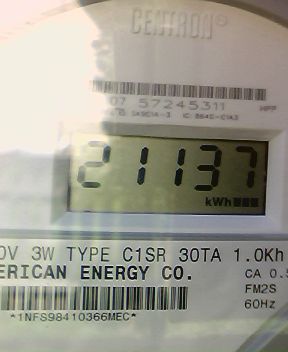 CENTRON®
07 57245311
HPP
21137
kWh
0V 3W TYPE C1SR 30TA 1.0Kh
ERICAN ENERGY CO.
CA 0.5
FM2S
60Hz
*1NFS98410366MEC*